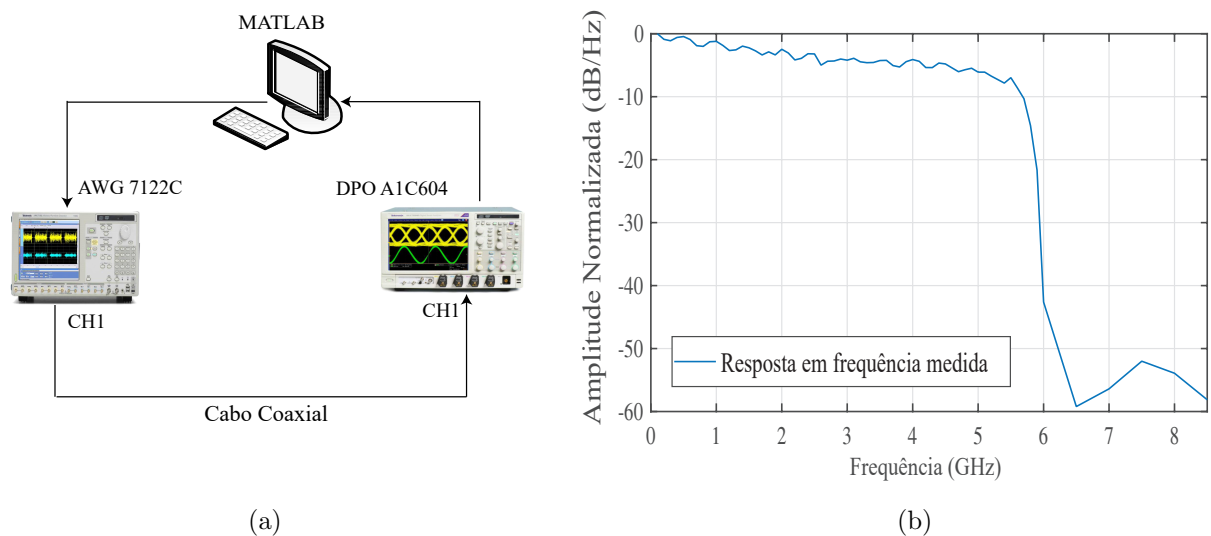 MATLAB
AWG 7122C
DPO A1C604
CH1
CH1
Cabo Coaxial
(a)
Amplitude Normalizada (dB/Hz)
0
-10
-20
-30
-40
-50
-60
Resposta em frequência medida
0 1 2 3 4 5 6 7 8
Frequência (GHz)
(b)